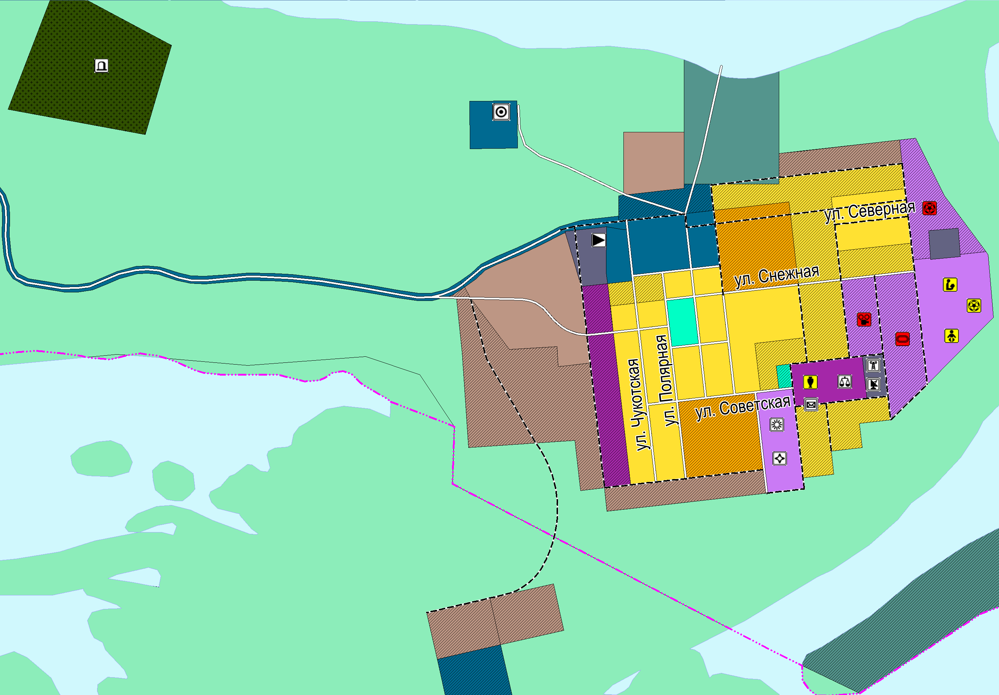 ул. Северная
ул. Снежная
ул. Полярная
ул. Чукотская
ул. Советская